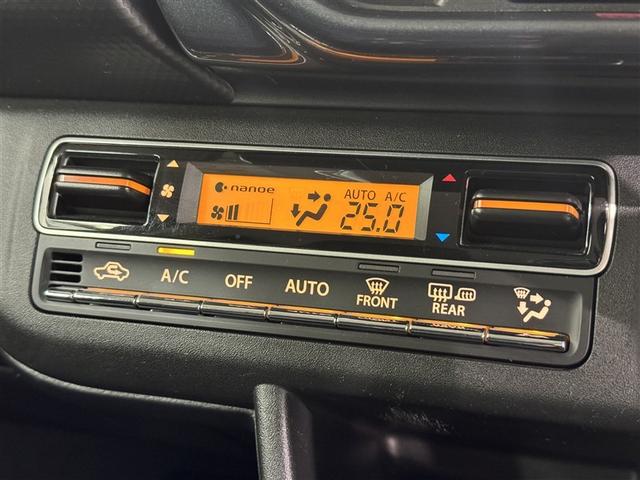 nanoe
AUTO A/C
25.0
A/C OFF AUTO FRONT REAR